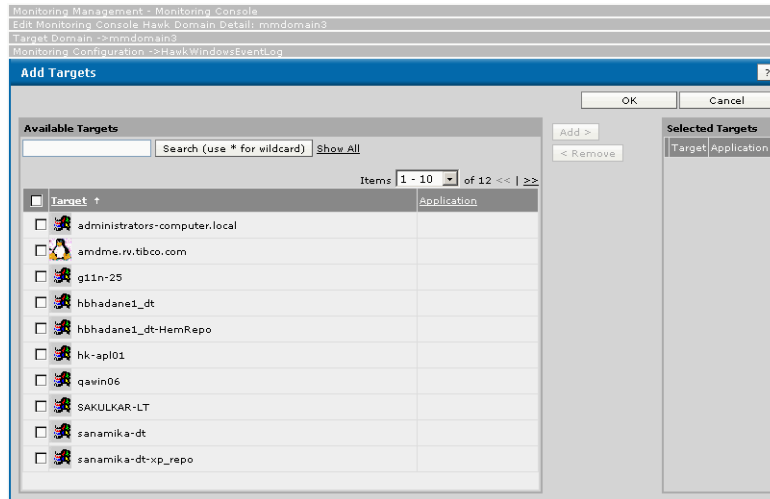 Monitoring Management - Monitoring Console
Edit Monitoring Console Hawk Domain Detail: mmdomain3
Target Domain ->mmdomain3
Monitoring Configuration ->HawkWindowsEventLog
Add Targets ?
OK Cancel
Available Targets
Search (use * for wildcard) Show All
Items 1 - 10 of 12 << | >>
Target ↑ Application
administrators-computer.local
amdme.rv.tibco.com
g11n-25
hbhadane1_dt
hbhadane1_dt-HemRepo
hk-apl01
qawin06
SAKULKAR-LT
sanamika-dt
sanamika-dt-xp_repo
Add >
< Remove
Selected Targets
Target Application